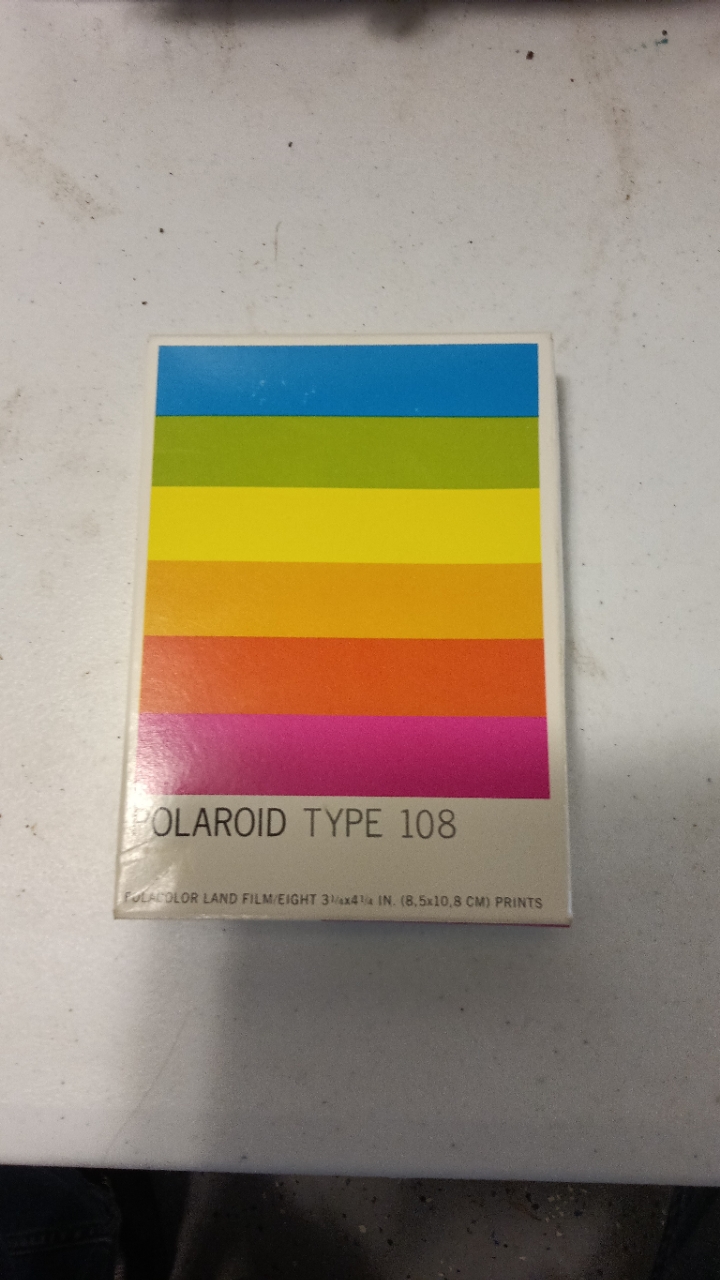 POLAROID TYPE 108
POLACOLOR LAND FILM/EIGHT 3¼x4¼ IN. (8,5x10,8 CM) PRINTS